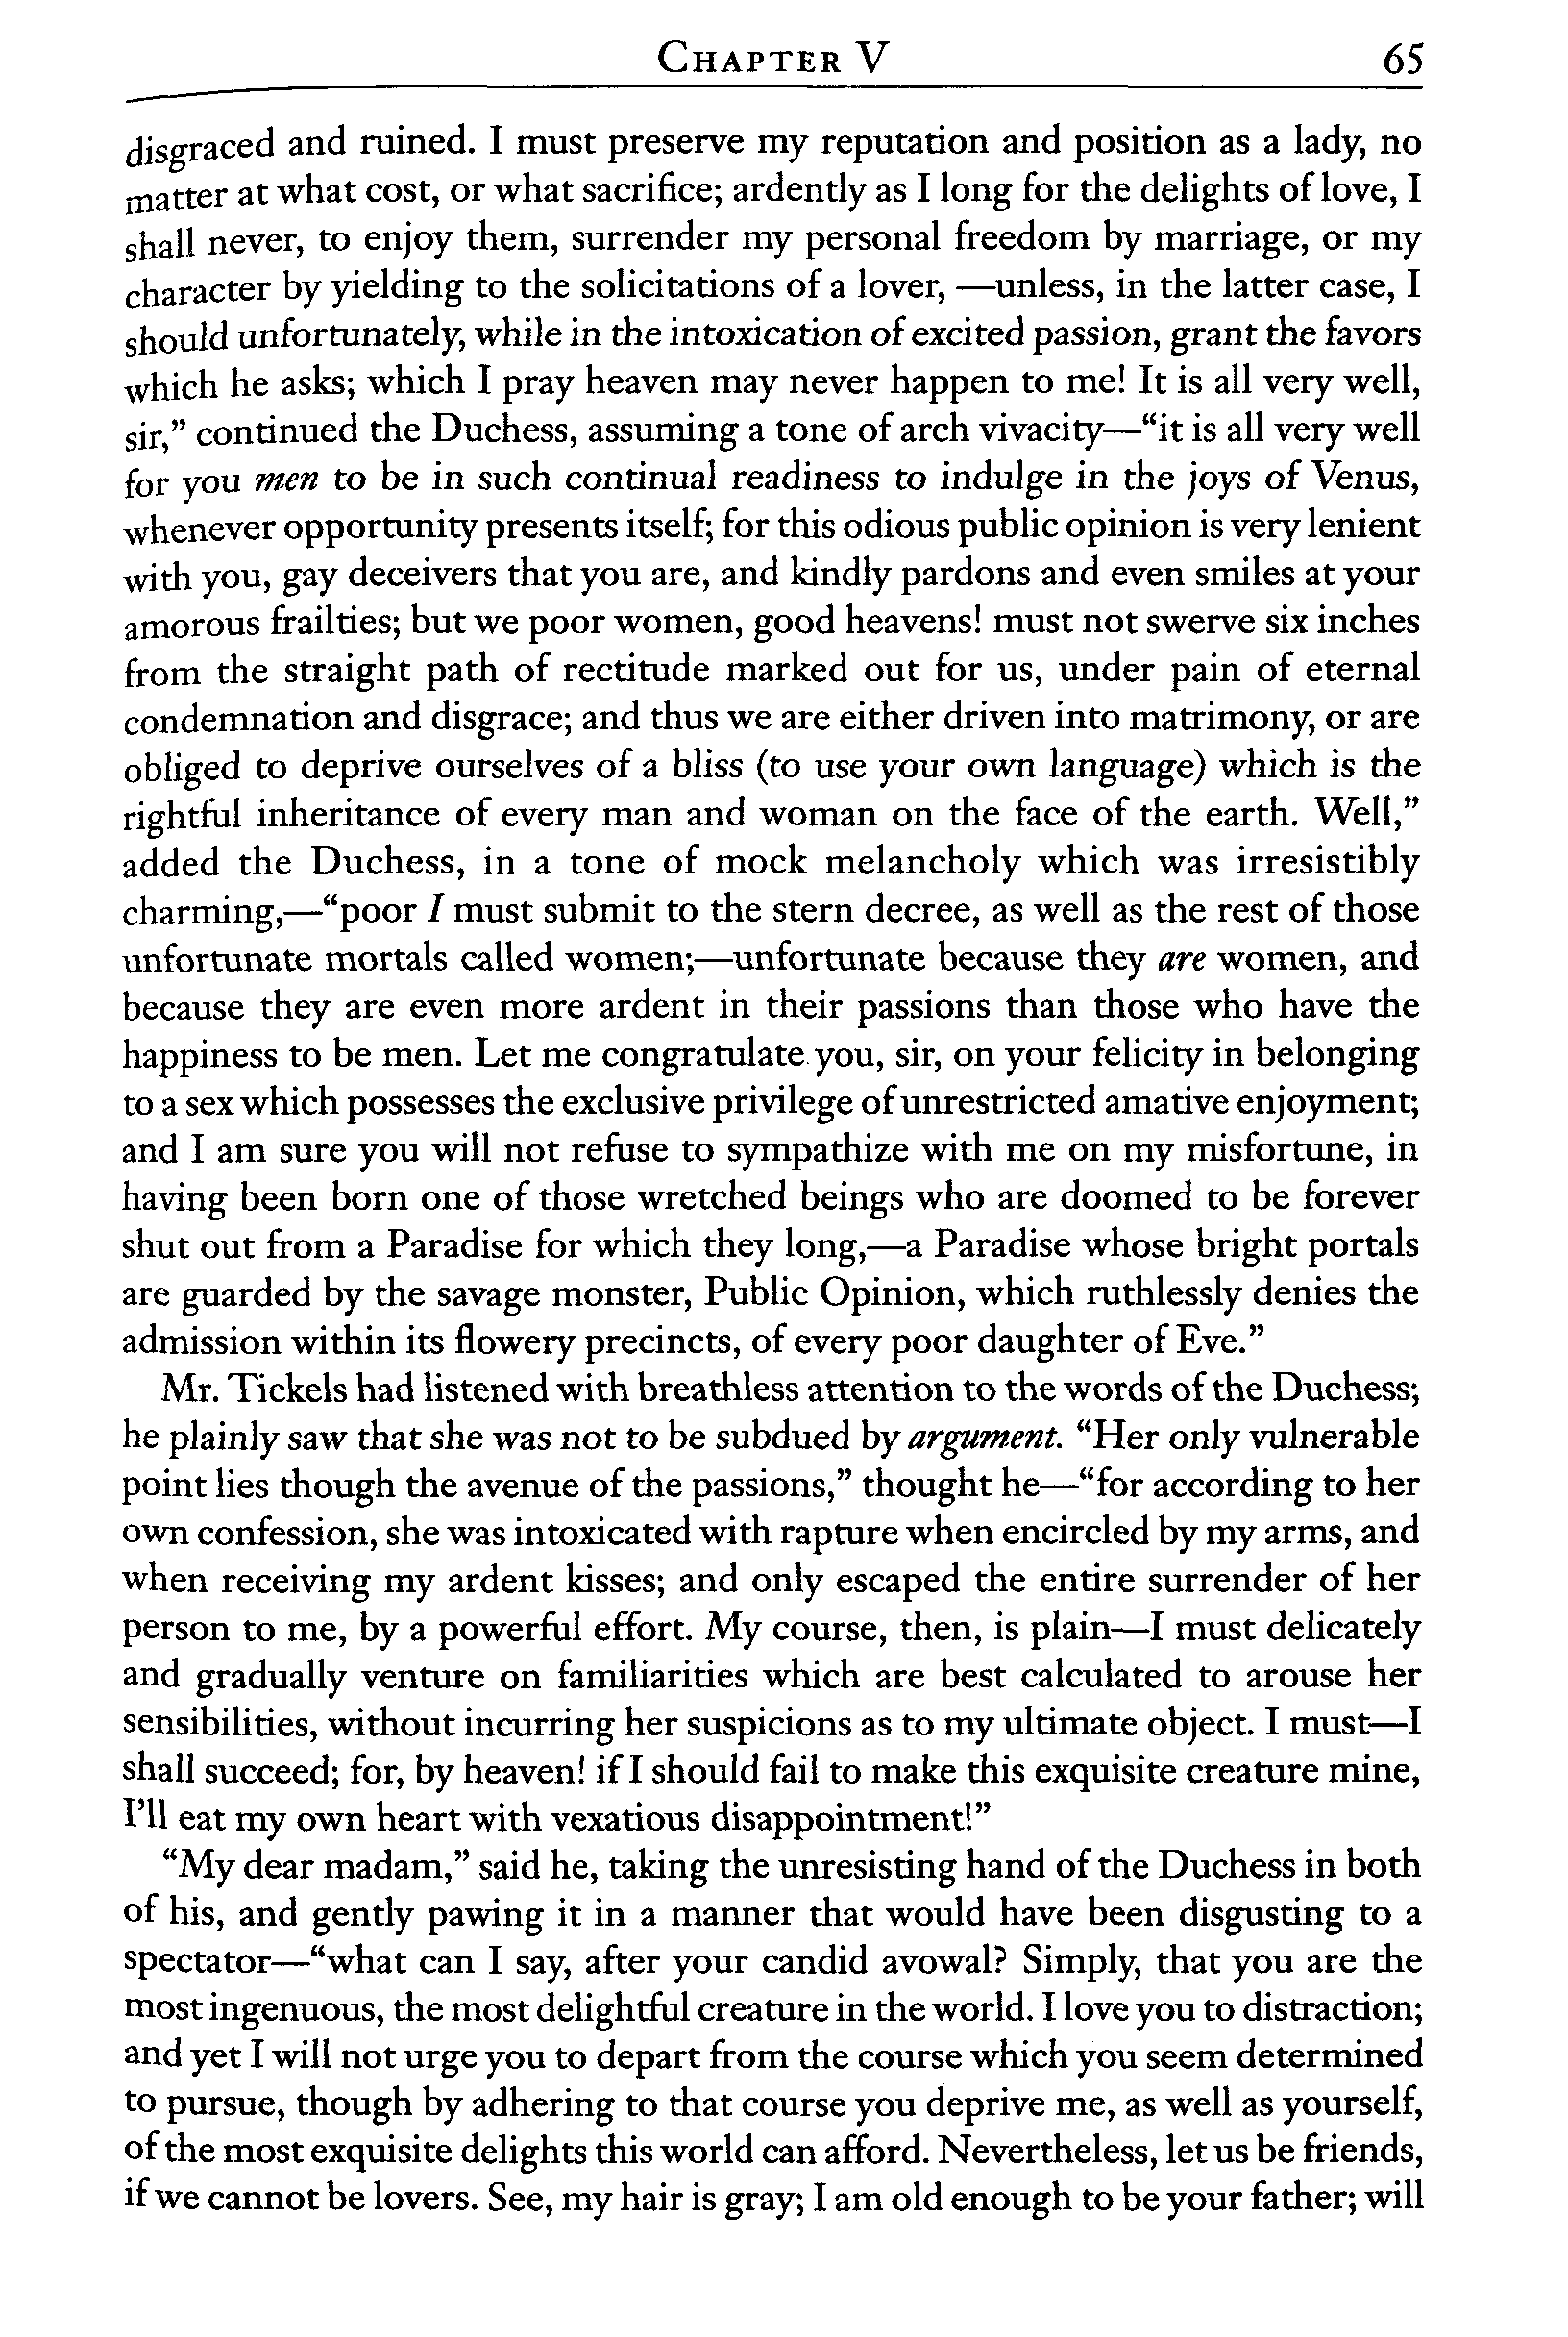 CHAPTER V 65
disgraced and ruined. I must preserve my reputation and position as a lady, no
matter at what cost, or what sacrifice; ardently as I long for the delights of love, I
shall never, to enjoy them, surrender my personal freedom by marriage, or my
character by yielding to the solicitations of a lover, —unless, in the latter case, I
should unfortunately, while in the intoxication of excited passion, grant the favors
which he asks; which I pray heaven may never happen to me! It is all very well,
sir,” continued the Duchess, assuming a tone of arch vivacity—“it is all very well
for you men to be in such continual readiness to indulge in the joys of Venus,
whenever opportunity presents itself; for this odious public opinion is very lenient
with you, gay deceivers that you are, and kindly pardons and even smiles at your
amorous frailties; but we poor women, good heavens! must not swerve six inches
from the straight path of rectitude marked out for us, under pain of eternal
condemnation and disgrace; and thus we are either driven into matrimony, or are
obliged to deprive ourselves of a bliss (to use your own language) which is the
rightful inheritance of every man and woman on the face of the earth. Well,”
added the Duchess, in a tone of mock melancholy which was irresistibly
charming,—“poor I must submit to the stern decree, as well as the rest of those
unfortunate mortals called women;—unfortunate because they are women, and
because they are even more ardent in their passions than those who have the
happiness to be men. Let me congratulate you, sir, on your felicity in belonging
to a sex which possesses the exclusive privilege of unrestricted amative enjoyment;
and I am sure you will not refuse to sympathize with me on my misfortune, in
having been born one of those wretched beings who are doomed to be forever
shut out from a Paradise for which they long,—a Paradise whose bright portals
are guarded by the savage monster, Public Opinion, which ruthlessly denies the
admission within its flowery precincts, of every poor daughter of Eve.”
Mr. Tickels had listened with breathless attention to the words of the Duchess;
he plainly saw that she was not to be subdued by argument. “Her only vulnerable
point lies though the avenue of the passions,” thought he—“for according to her
own confession, she was intoxicated with rapture when encircled by my arms, and
when receiving my ardent kisses; and only escaped the entire surrender of her
person to me, by a powerful effort. My course, then, is plain—I must delicately
and gradually venture on familiarities which are best calculated to arouse her
sensibilities, without incurring her suspicions as to my ultimate object. I must—I
shall succeed; for, by heaven! if I should fail to make this exquisite creature mine,
I’ll eat my own heart with vexatious disappointment!”
“My dear madam,” said he, taking the unresisting hand of the Duchess in both
of his, and gently pawing it in a manner that would have been disgusting to a
spectator—“what can I say, after your candid avowal? Simply, that you are the
most ingenuous, the most delightful creature in the world. I love you to distraction;
and yet I will not urge you to depart from the course which you seem determined
to pursue, though by adhering to that course you deprive me, as well as yourself,
of the most exquisite delights this world can afford. Nevertheless, let us be friends,
if we cannot be lovers. See, my hair is gray; I am old enough to be your father; will